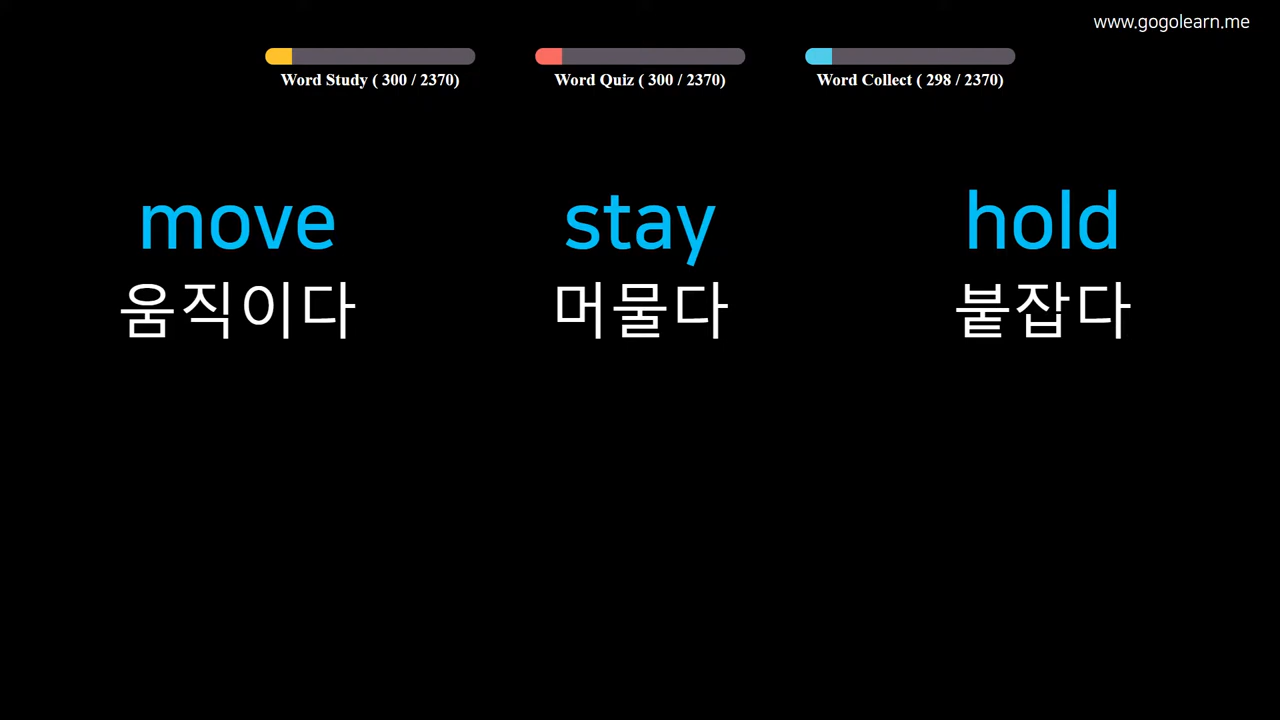 www.gogolearn.me
Word Study ( 300 / 2370)
Word Quiz ( 300 / 2370)
Word Collect ( 298 / 2370)
move
움직이다
stay
머물다
hold
붙잡다